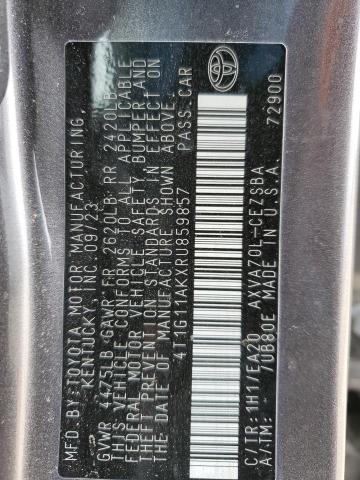 MFD. BY: TOYOTA MOTOR MANUFACTURING,
KENTUCKY, INC 09/23
GVWR 4475LB GAWR FR 2620LB RR 2420LB
THIS VEHICLE CONFORMS TO ALL APPLICABLE
FEDERAL MOTOR VEHICLE SAFETY, BUMPER AND
THEFT PREVENTION STANDARDS IN EFFECT ON
THE DATE OF MANUFACTURE SHOWN ABOVE.
4T1G11AKXRU859857 PASS. CAR
C/TR: 1H1/EA20 AXVA70L-CEZSBA
A/TM: /UB80E MADE IN U.S.A. 72900